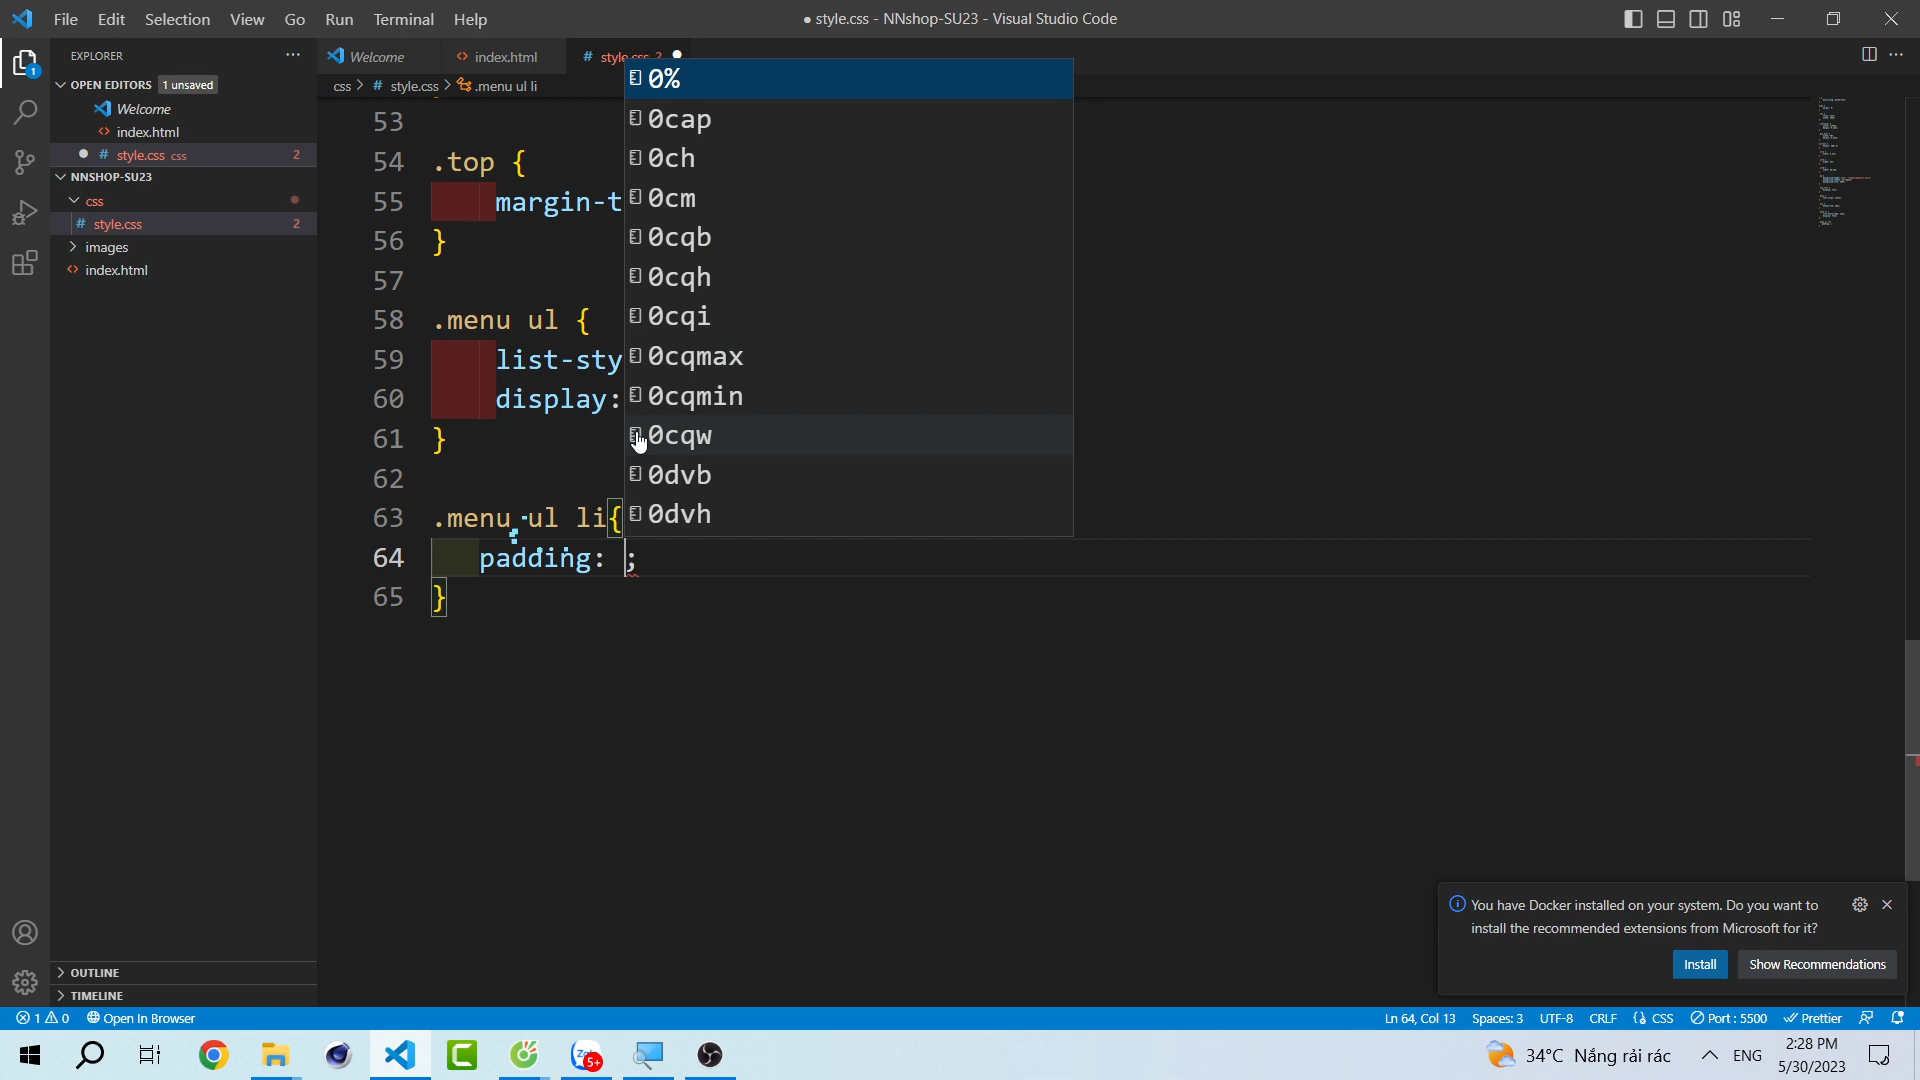 File Edit Selection View Go Run Terminal Help
● style.css - NNshop-SU23 - Visual Studio Code
EXPLORER
OPEN EDITORS 1 unsaved
Welcome
index.html
style.css css 2
NNSHOP-SU23
css
style.css 2
images
index.html
OUTLINE
TIMELINE
Welcome index.html style.css 2
css > # style.css > .menu ul li
53
54 .top {
55 margin-t
56 }
57
58 .menu ul {
59 list-sty
60 display:
61 }
62
63 .menu ul li{
64 padding: ;
65 }
0%
0cap
0ch
0cm
0cqb
0cqh
0cqi
0cqmax
0cqmin
0cqw
0dvb
0dvh
You have Docker installed on your system. Do you want to
install the recommended extensions from Microsoft for it?
Install Show Recommendations
1 0 Open In Browser
Ln 64, Col 13 Spaces: 3 UTF-8 CRLF CSS Port : 5500 Prettier
5+
34°C Nắng rải rác ENG
2:28 PM
5/30/2023